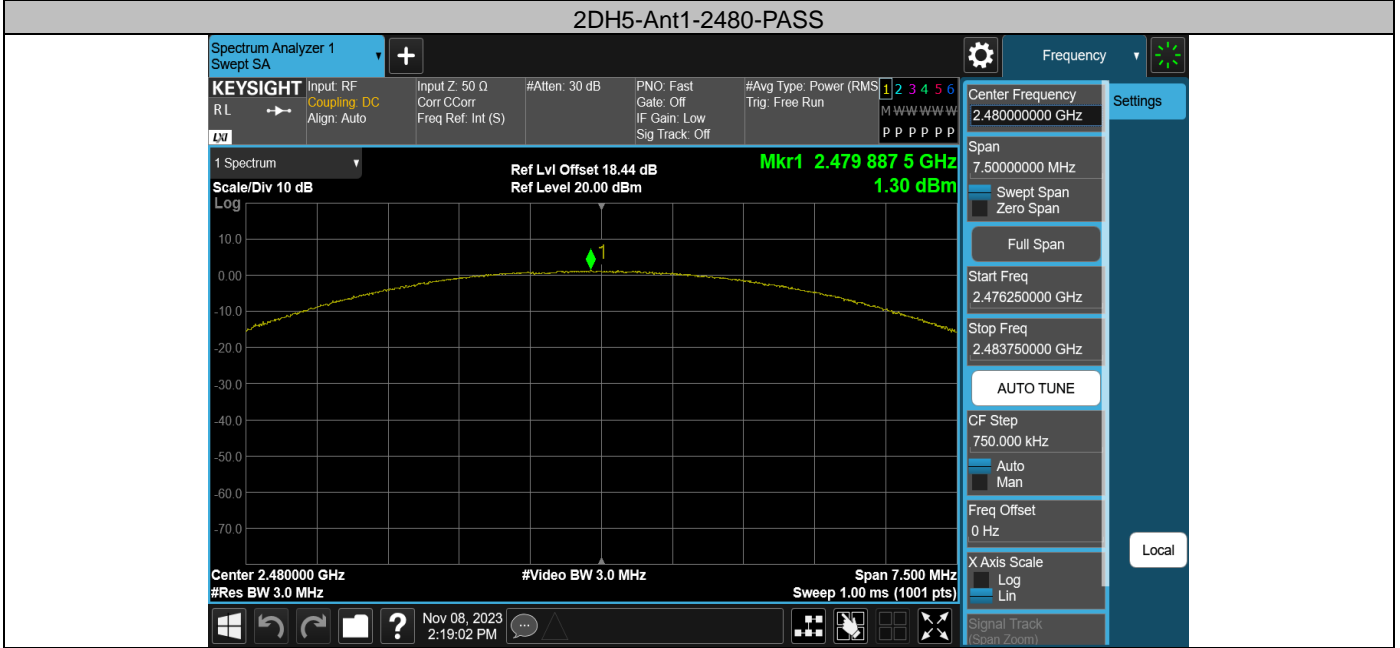 2DH5-Ant1-2480-PASS
Spectrum Analyzer 1
Swept SA
Frequency
KEYSIGHT
RL
LXI
Input: RF
Coupling: DC
Align: Auto
Input Z: 50 Ω
Corr CCorr
Freq Ref: Int (S)
#Atten: 30 dB
PNO: Fast
Gate: Off
IF Gain: Low
Sig Track: Off
#Avg Type: Power (RMS
Trig: Free Run
1 2 3 4 5 6
M W W W W W
P P P P P P
1 Spectrum
Scale/Div 10 dB
Log
Ref Lvl Offset 18.44 dB
Ref Level 20.00 dBm
Mkr1 2.479 887 5 GHz
1.30 dBm
1
10.0
0.00
-10.0
-20.0
-30.0
-40.0
-50.0
-60.0
-70.0
Center 2.480000 GHz
#Res BW 3.0 MHz
#Video BW 3.0 MHz
Span 7.500 MHz
Sweep 1.00 ms (1001 pts)
Nov 08, 2023
2:19:02 PM
Center Frequency
2.480000000 GHz
Span
7.50000000 MHz
Swept Span
Zero Span
Full Span
Start Freq
2.476250000 GHz
Stop Freq
2.483750000 GHz
AUTO TUNE
CF Step
750.000 kHz
Auto
Man
Freq Offset
0 Hz
X Axis Scale
Log
Lin
Signal Track
(Span Zoom)
Settings
Local